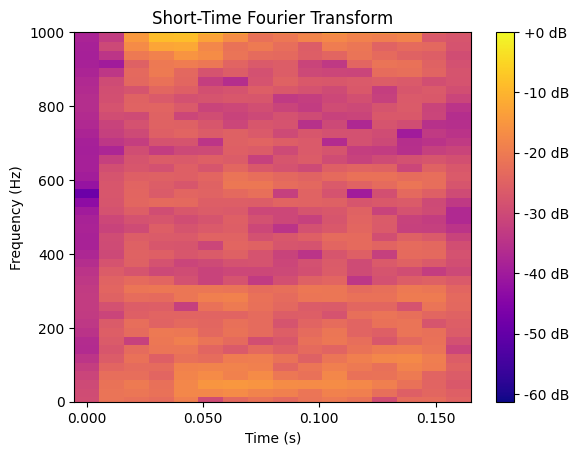 Short-Time Fourier Transform
Frequency (Hz)
1000
800
600
400
200
0
0.000
0.050
0.100
0.150
Time (s)
+0 dB
-10 dB
-20 dB
-30 dB
-40 dB
-50 dB
-60 dB